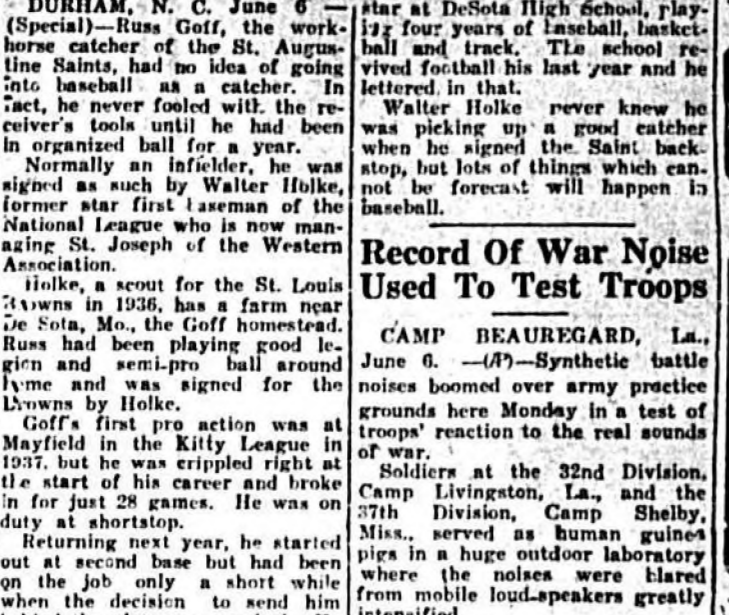 DURHAM, N. C. June 6 —
(Special)—Russ Goff, the work-
horse catcher of the St. Augus-
tine Saints, had no idea of going
into baseball as a catcher. In
fact, he never fooled with the re-
ceiver's tools until he had been
in organized ball for a year.
Normally an infielder, he was
signed as such by Walter Holke,
former star first baseman of the
National League who is now man-
aging St. Joseph of the Western
Association.
Holke, a scout for the St. Louis
Browns in 1936, has a farm near
De Sota, Mo., the Goff homestead.
Russ had been playing good le-
gion and semi-pro ball around
and was signed for the
Browns by Holke.
Goff's first pro action was at
Mayfield in the Kitty League in
1937, but he was crippled right at
the start of his career and broke
in for just 28 games. He was on
duty at shortstop.
Returning next year, he started
out at second base but had been
on the job only a short while
when the decision to send him
star at DeSota High School, play-
ing four years of baseball, basket-
ball and track. The school re-
vived football his last year and he
lettered in that.
Walter Holke never knew he
was picking up a good catcher
when he signed the Saint back-
stop, but lots of things which can-
not be forecast will happen in
baseball.
Record Of War Noise
Used To Test Troops
CAMP BEAUREGARD, La.,
June 6. —(AP)—Synthetic battle
noises boomed over army practice
grounds here Monday in a test of
troops' reaction to the real sounds
of war.
Soldiers at the 32nd Division,
Camp Livingston, La., and the
37th Division, Camp Shelby,
Miss., served as human guinea
pigs in a huge outdoor laboratory
where the noises were blared
from mobile loud-speakers greatly
intensified